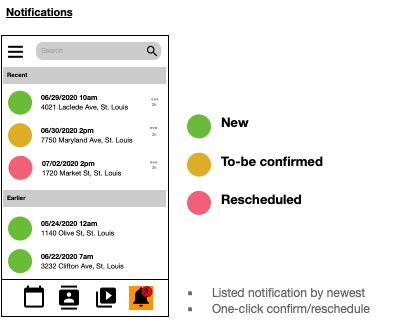 Notifications
Search
Recent
06/29/2020 10am
4021 Laclede Ave, St. Louis
2h
06/30/2020 2pm
7750 Maryland Ave, St. Louis
2h
07/02/2020 2pm
1720 Market St, St. Louis
2h
Earlier
05/24/2020 12am
1140 Olive St, St. Louis
06/22/2020 7am
3232 Clifton Ave, St. Louis
3
New
To-be confirmed
Rescheduled
▪ Listed notification by newest
▪ One-click confirm/reschedule